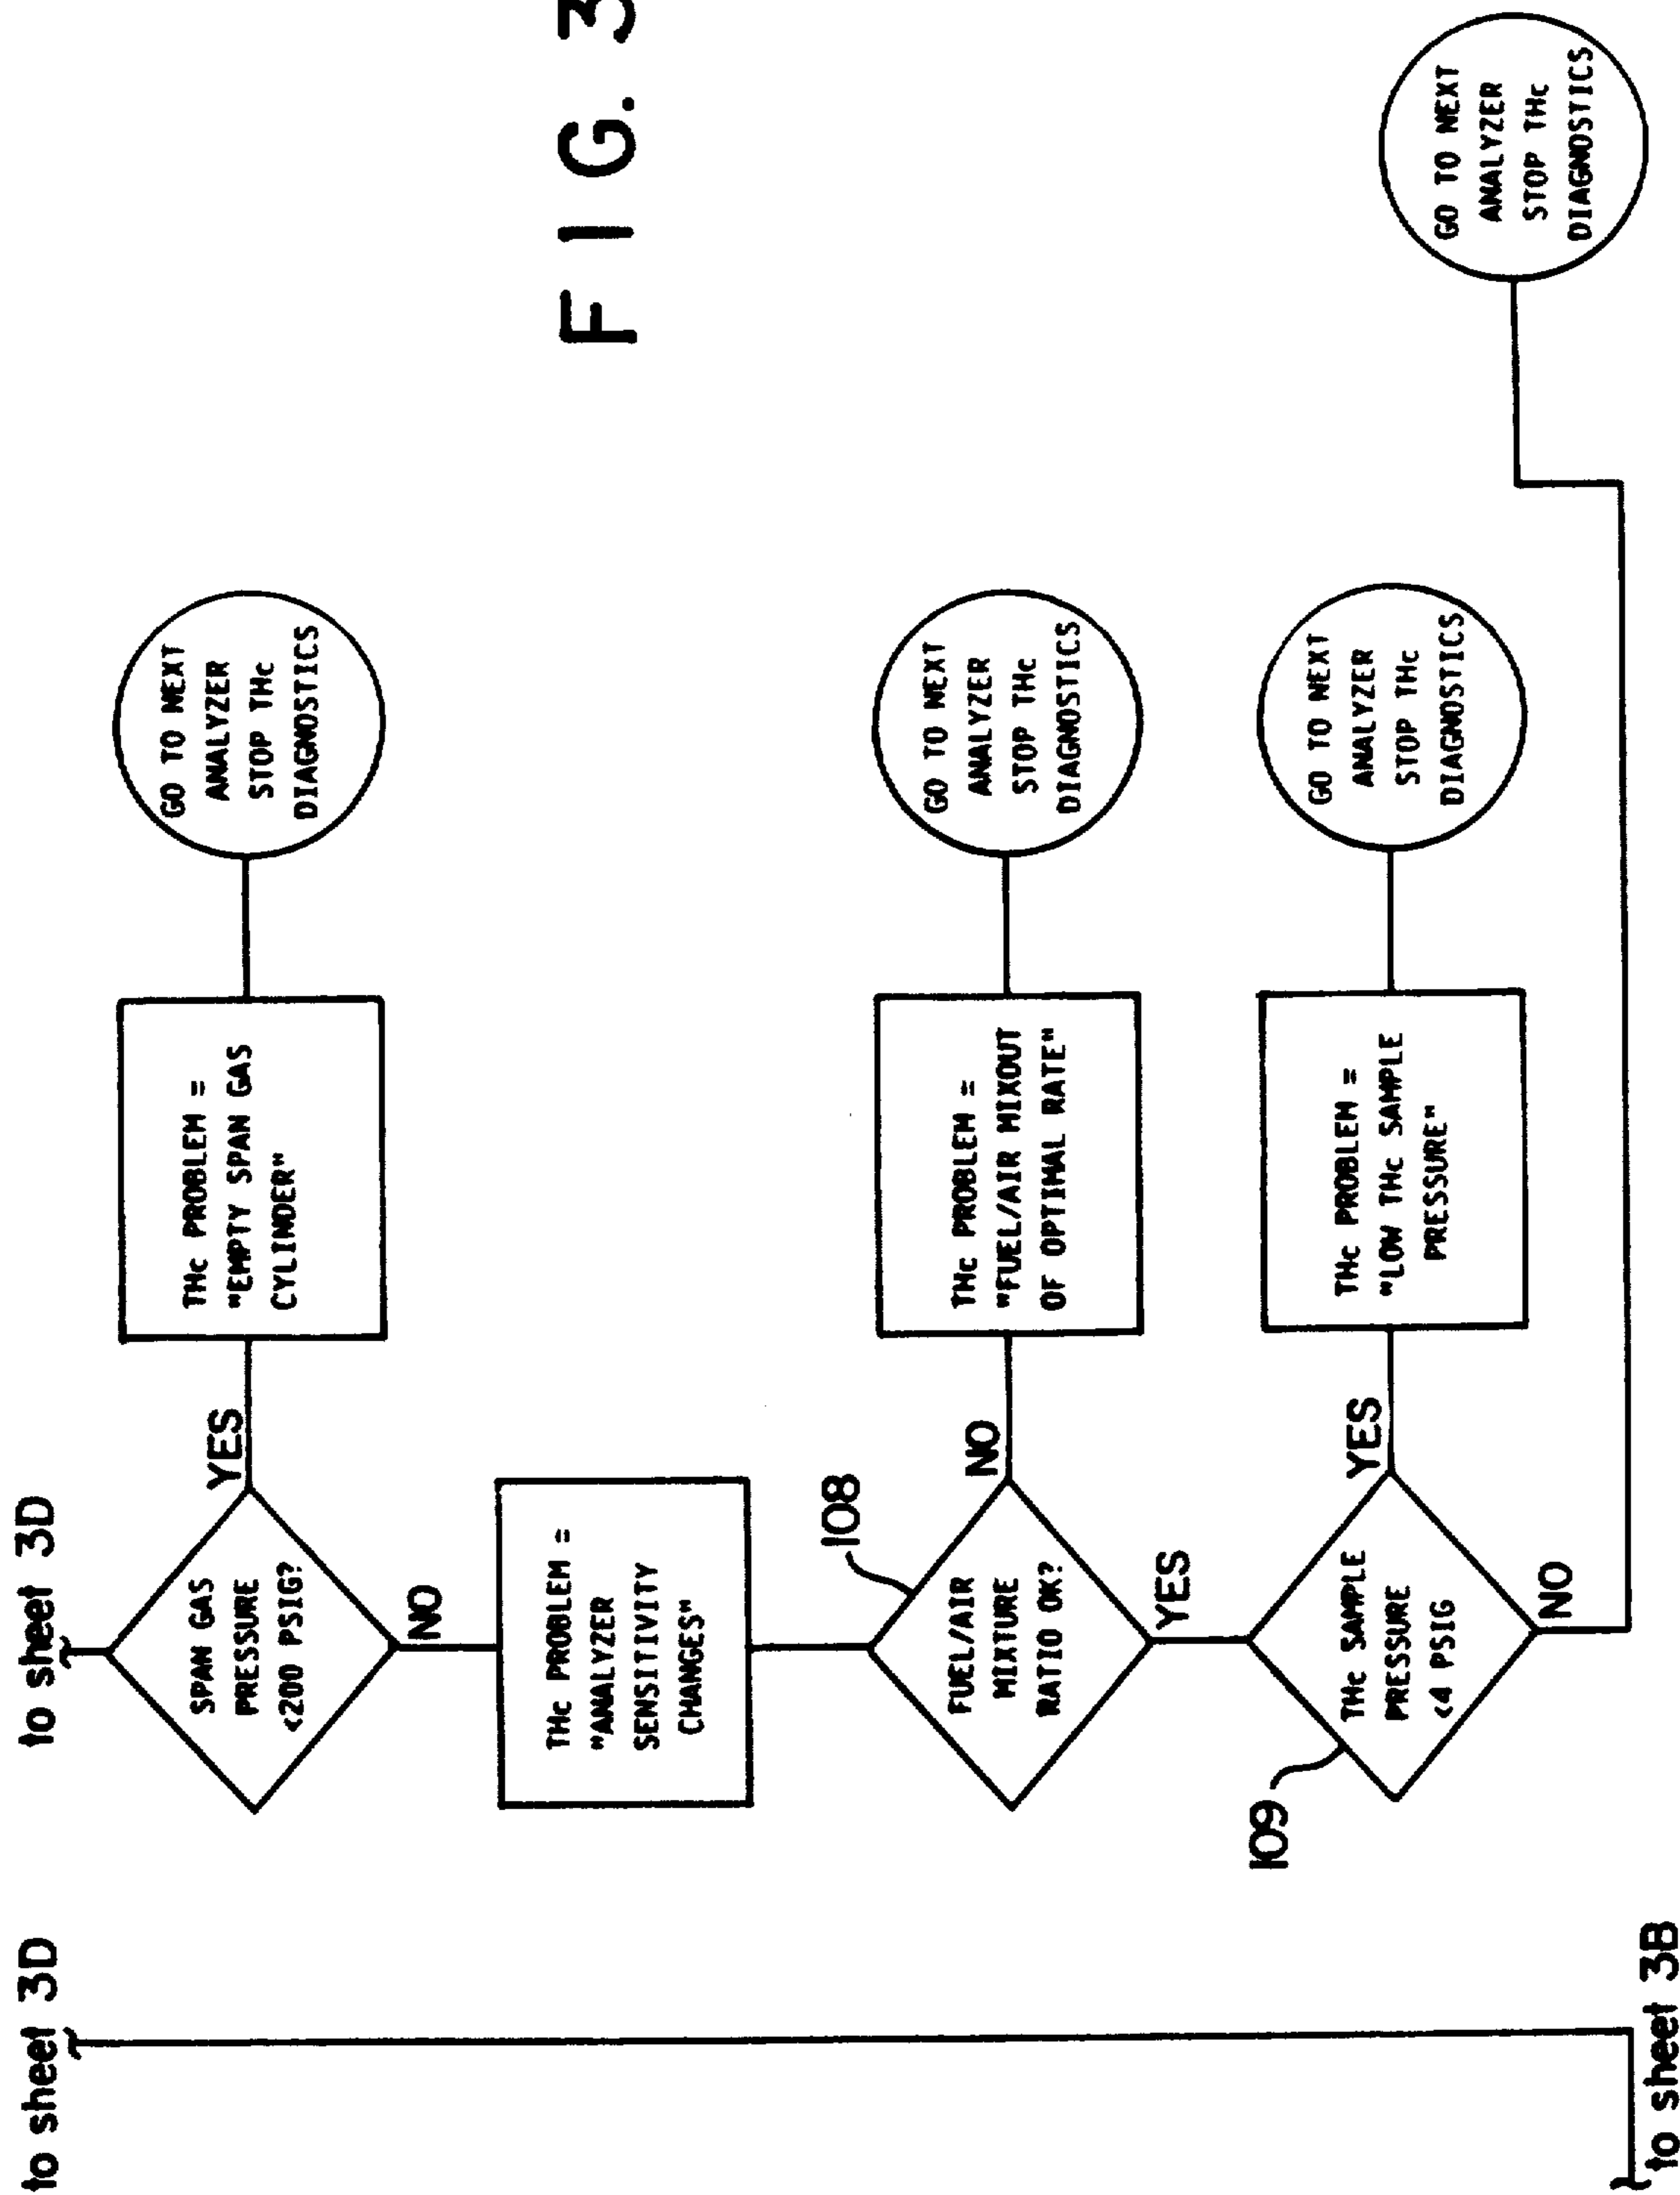 to sheet 3D
to sheet 3D
SPAN GAS
PRESSURE
<200 PSIG?
YES
THc PROBLEM =
"EMPTY SPAN GAS
CYLINDER"
GO TO NEXT
ANALYZER
STOP THc
DIAGNOSTICS
NO
THc PROBLEM =
"ANALYZER
SENSITIVITY
CHANGES"
FIG. 3
108
FUEL/AIR
MIXTURE
RATIO OK?
NO
THc PROBLEM =
"FUEL/AIR MIXOUT
OF OPTIMAL RATE"
GO TO NEXT
ANALYZER
STOP THc
DIAGNOSTICS
YES
109
THc SAMPLE
PRESSURE
<4 PSIG
YES
THc PROBLEM =
"LOW THc SAMPLE
PRESSURE"
GO TO NEXT
ANALYZER
STOP THc
DIAGNOSTICS
NO
GO TO NEXT
ANALYZER
STOP THc
DIAGNOSTICS
to sheet 3B